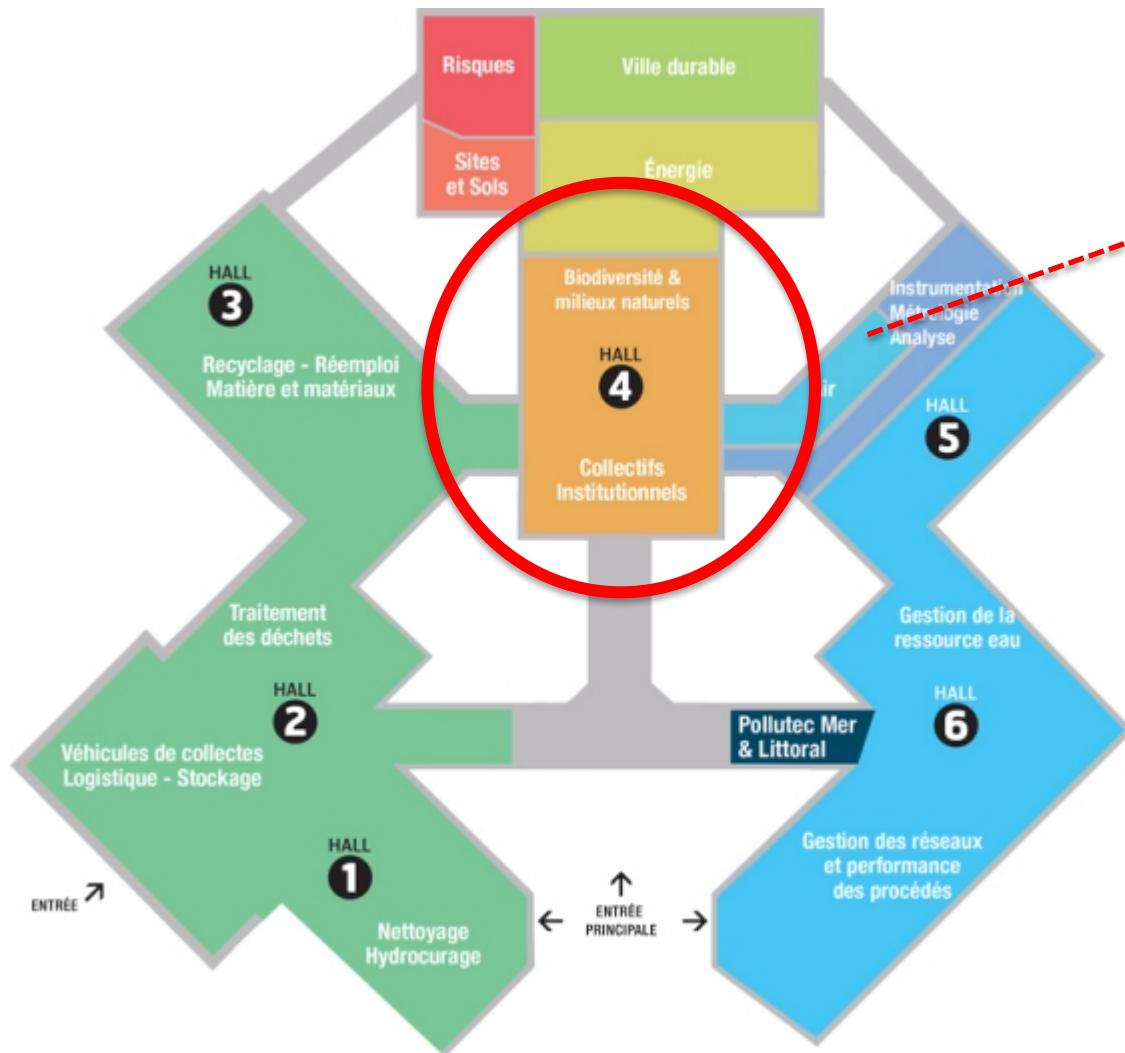 Risques
Ville durable
Sites
et Sols
Énergie
HALL
3
Recyclage - Réemploi
Matière et matériaux
Biodiversité &
milieux naturels
HALL
4
Collectifs
Institutionnels
Instrumentation
Métrologie
Analyse
HALL
5
Traitement
des déchets
HALL
2
Véhicules de collectes
Logistique - Stockage
Gestion de la
ressource eau
HALL
6
Pollutec Mer
& Littoral
Gestion des réseaux
et performance
des procédés
HALL
1
Nettoyage
Hydrocurage
ENTRÉE
ENTRÉE
PRINCIPALE